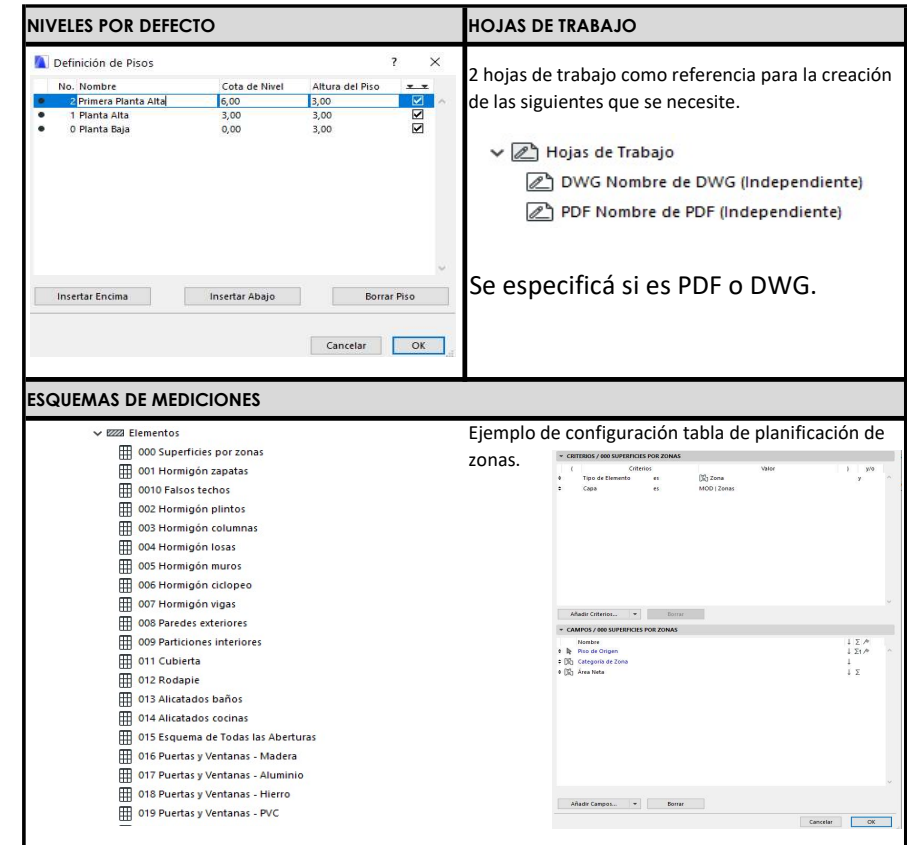 NIVELES POR DEFECTO
Definición de Pisos ? ×
No. Nombre Cota de Nivel Altura del Piso
2 Primera Planta Alta 6,00 3,00
1 Planta Alta 3,00 3,00
0 Planta Baja 0,00 3,00
Insertar Encima Insertar Abajo Borrar Piso
Cancelar OK
HOJAS DE TRABAJO
2 hojas de trabajo como referencia para la creación
de las siguientes que se necesite.
Hojas de Trabajo
DWG Nombre de DWG (Independiente)
PDF Nombre de PDF (Independiente)
Se especificá si es PDF o DWG.
ESQUEMAS DE MEDICIONES
Elementos
000 Superficies por zonas
001 Hormigón zapatas
0010 Falsos techos
002 Hormigón plintos
003 Hormigón columnas
004 Hormigón losas
005 Hormigón muros
006 Hormigón ciclopeo
007 Hormigón vigas
008 Paredes exteriores
009 Particiones interiores
011 Cubierta
012 Rodapie
013 Alicatados baños
014 Alicatados cocinas
015 Esquema de Todas las Aberturas
016 Puertas y Ventanas - Madera
017 Puertas y Ventanas - Aluminio
018 Puertas y Ventanas - Hierro
019 Puertas y Ventanas - PVC
Ejemplo de configuración tabla de planificación de
zonas.
CRITERIOS / 000 SUPERFICIES POR ZONAS
( Criterios Valor ) y/o
Tipo de Elemento es Zona y
Capa es MOD | Zonas
Añadir Criterios... Borrar
CAMPOS / 000 SUPERFICIES POR ZONAS
Nombre
Piso de Origen
Categoría de Zona
Área Neta
Añadir Campos... Borrar
Cancelar OK